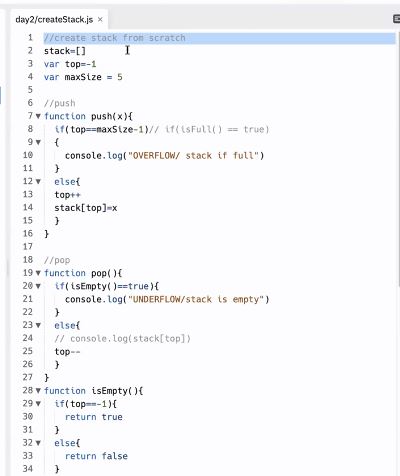 day2/createStack.js ×
1 //create stack from scratch
2 stack=[]
3 var top=-1
4 var maxSize = 5
5
6 //push
7 function push(x){
8 if(top==maxSize-1)// if(isFull() == true)
9 {
10 console.log("OVERFLOW/ stack if full")
11 }
12 else{
13 top++
14 stack[top]=x
15 }
16 }
17
18 //pop
19 function pop(){
20 if(isEmpty()==true){
21 console.log("UNDERFLOW/stack is empty")
22 }
23 else{
24 // console.log(stack[top])
25 top--
26 }
27 }
28 function isEmpty(){
29 if(top==-1){
30 return true
31 }
32 else{
33 return false
34 }